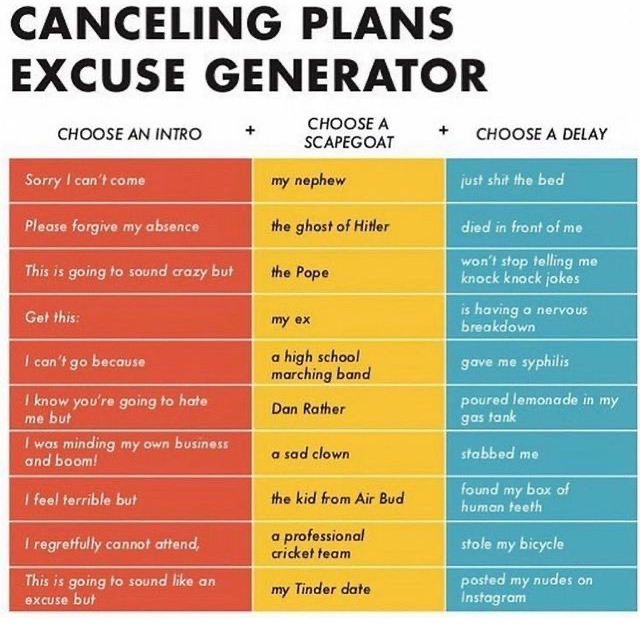 CANCELING PLANS
EXCUSE GENERATOR
CHOOSE AN INTRO + CHOOSE A SCAPEGOAT + CHOOSE A DELAY
Sorry I can't come
my nephew
just shit the bed
Please forgive my absence
the ghost of Hitler
died in front of me
This is going to sound crazy but
the Pope
won't stop telling me
knock knock jokes
Get this:
my ex
is having a nervous
breakdown
I can't go because
a high school
marching band
gave me syphilis
I know you're going to hate
me but
Dan Rather
poured lemonade in my
gas tank
I was minding my own business
and boom!
a sad clown
stabbed me
I feel terrible but
the kid from Air Bud
found my box of
human teeth
I regretfully cannot attend,
a professional
cricket team
stole my bicycle
This is going to sound like an
excuse but
my Tinder date
posted my nudes on
Instagram